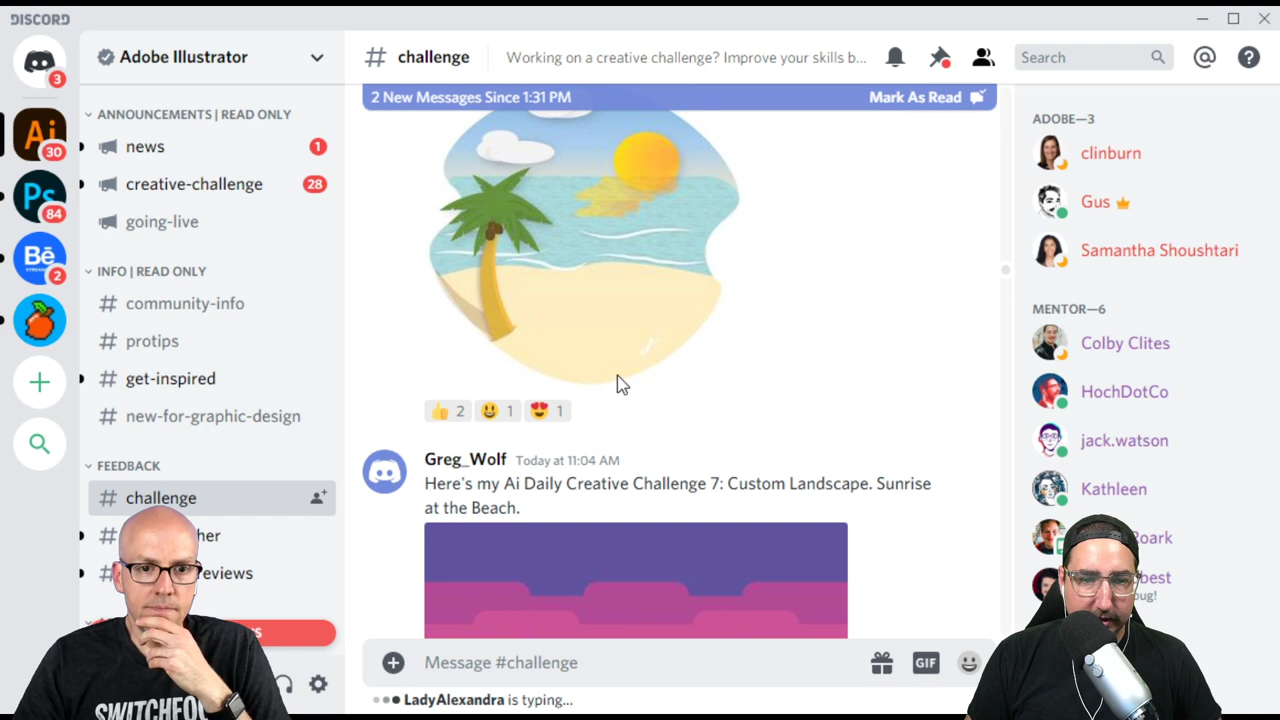 DISCORD
3
Ai
30
Ps
84
Bē
2
Adobe Illustrator
ANNOUNCEMENTS | READ ONLY
news
1
creative-challenge
28
going-live
INFO | READ ONLY
# community-info
# protips
# get-inspired
# new-for-graphic-design
FEEDBACK
# challenge
# her
# reviews
# challenge
Working on a creative challenge? Improve your skills b...
Search
2 New Messages Since 1:31 PM
Mark As Read
2
1
1
Greg_Wolf Today at 11:04 AM
Here's my Ai Daily Creative Challenge 7: Custom Landscape. Sunrise
at the Beach.
Message #challenge
GIF
LadyAlexandra is typing...
ADOBE—3
clinburn
Gus
Samantha Shoushtari
MENTOR—6
Colby Clites
HochDotCo
jack.watson
Kathleen
Roark
best
ug!
SWITCHFOO